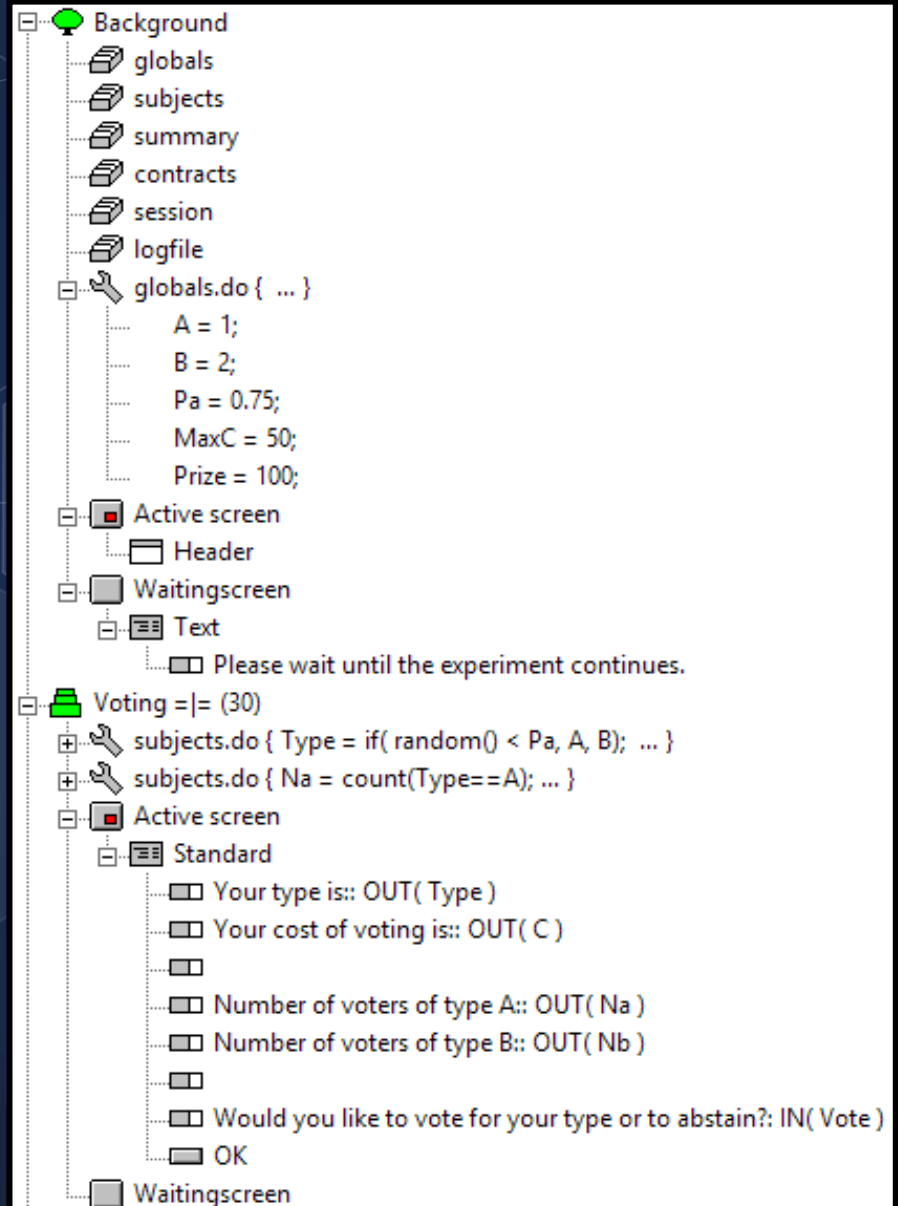 Background
globals
subjects
summary
contracts
session
logfile
globals.do { ... }
A = 1;
B = 2;
Pa = 0.75;
MaxC = 50;
Prize = 100;
Active screen
Header
Waitingscreen
Text
Please wait until the experiment continues.
Voting =|= (30)
subjects.do { Type = if( random() < Pa, A, B); ... }
subjects.do { Na = count(Type==A); ... }
Active screen
Standard
Your type is:: OUT( Type )
Your cost of voting is:: OUT( C )
Number of voters of type A:: OUT( Na )
Number of voters of type B:: OUT( Nb )
Would you like to vote for your type or to abstain?: IN( Vote )
OK
Waitingscreen